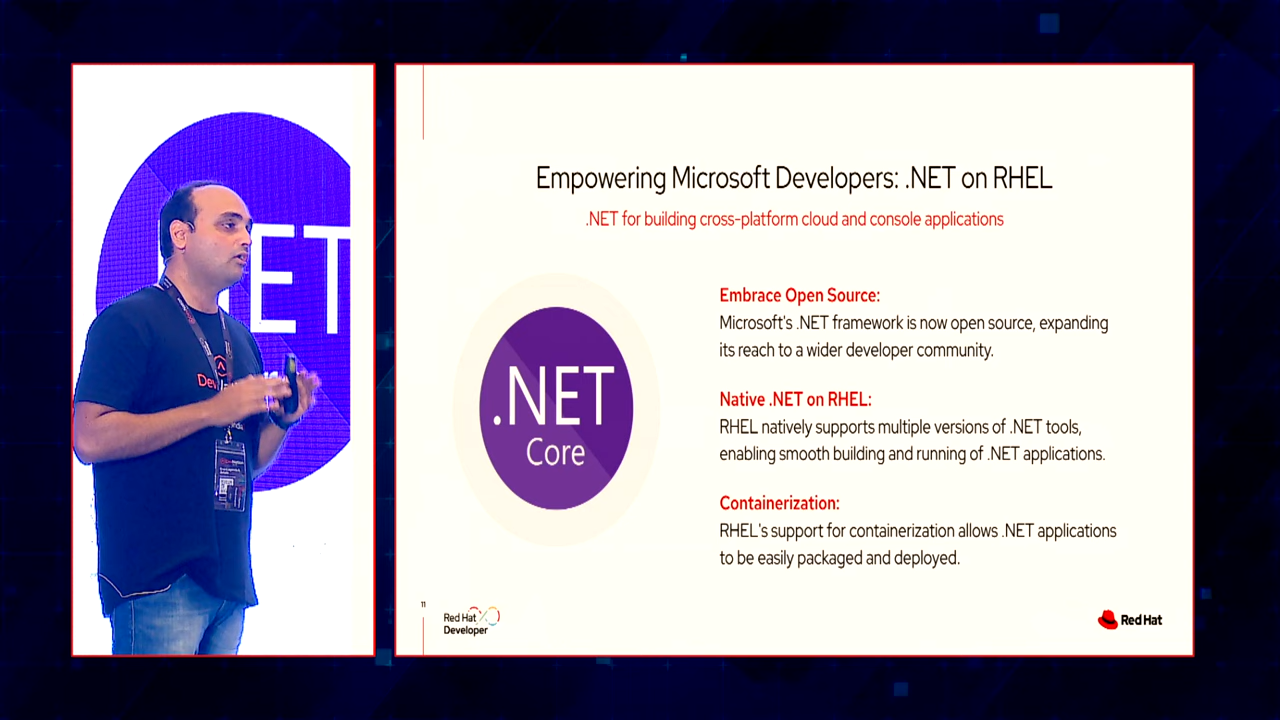 NET
Empowering Microsoft Developers: .NET on RHEL
.NET for building cross-platform cloud and console applications
.NET
Core
Embrace Open Source:
Microsoft's .NET framework is now open source, expanding
its reach to a wider developer community.
Native .NET on RHEL:
RHEL natively supports multiple versions of .NET tools,
enabling smooth building and running of .NET applications.
Containerization:
RHEL's support for containerization allows .NET applications
to be easily packaged and deployed.
11
Red Hat
Developer
Red Hat